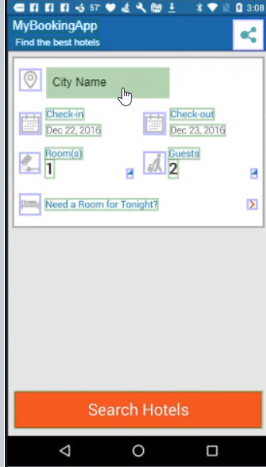 57°
3:08
MyBookingApp
Find the best hotels
City Name
Check-in
Dec 22, 2016
Check-out
Dec 23, 2016
Room(s)
1
Guests
2
Need a Room for Tonight?
Search Hotels